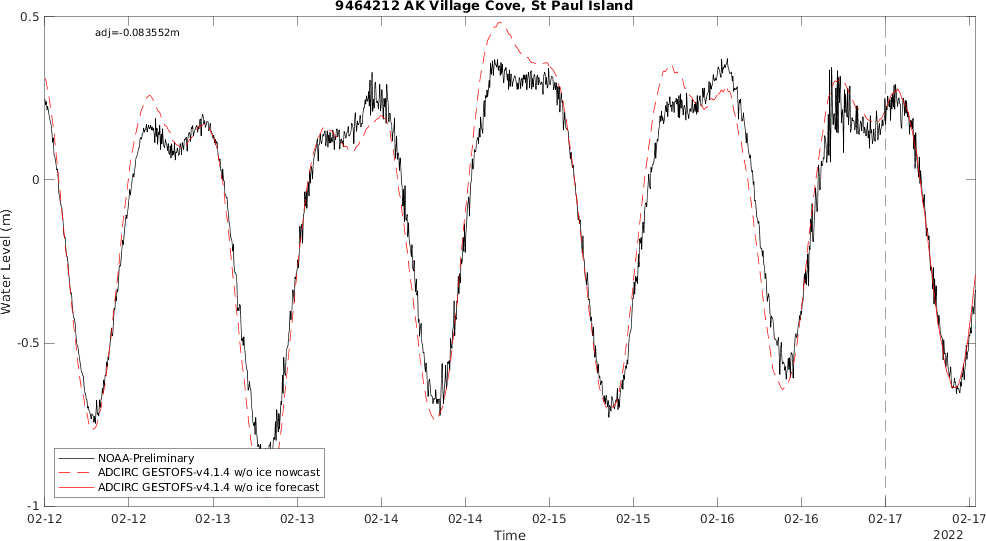 9464212 AK Village Cove, St Paul Island
adj=-0.083552m
0.5
0
-0.5
-1
Water Level (m)
NOAA-Preliminary
ADCIRC GESTOFS-v4.1.4 w/o ice nowcast
ADCIRC GESTOFS-v4.1.4 w/o ice forecast
02-12 02-12 02-13 02-13 02-14 02-14 02-15 02-15 02-16 02-16 02-17 02-17
Time
2022